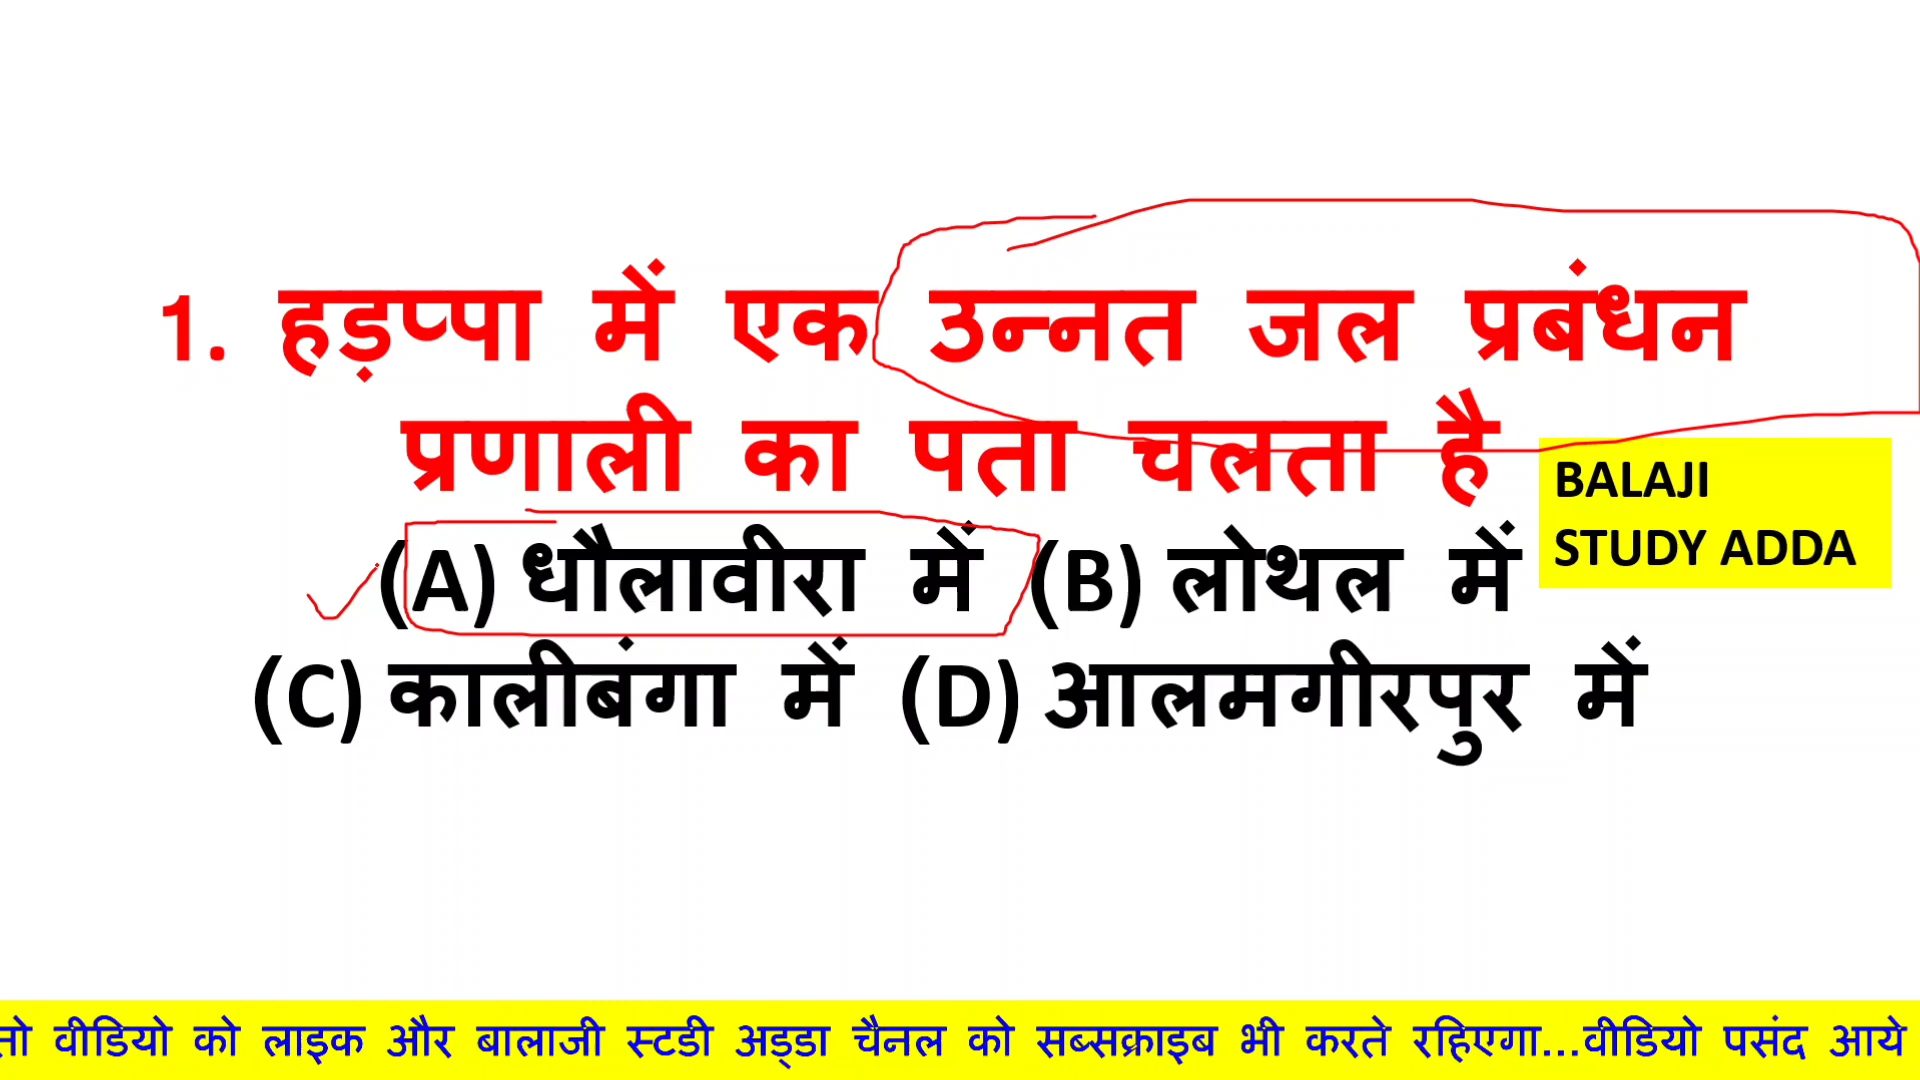 1. हड़प्पा में एक उन्नत जल प्रबंधन
प्रणाली का पता चलता है
(A) धौलावीरा में (B) लोथल में
(C) कालीबंगा में (D) आलमगीरपुर में
BALAJI
STUDY ADDA
तो वीडियो को लाइक और बालाजी स्टडी अड्डा चैनल को सब्सक्राइब भी करते रहिएगा...वीडियो पसंद आये